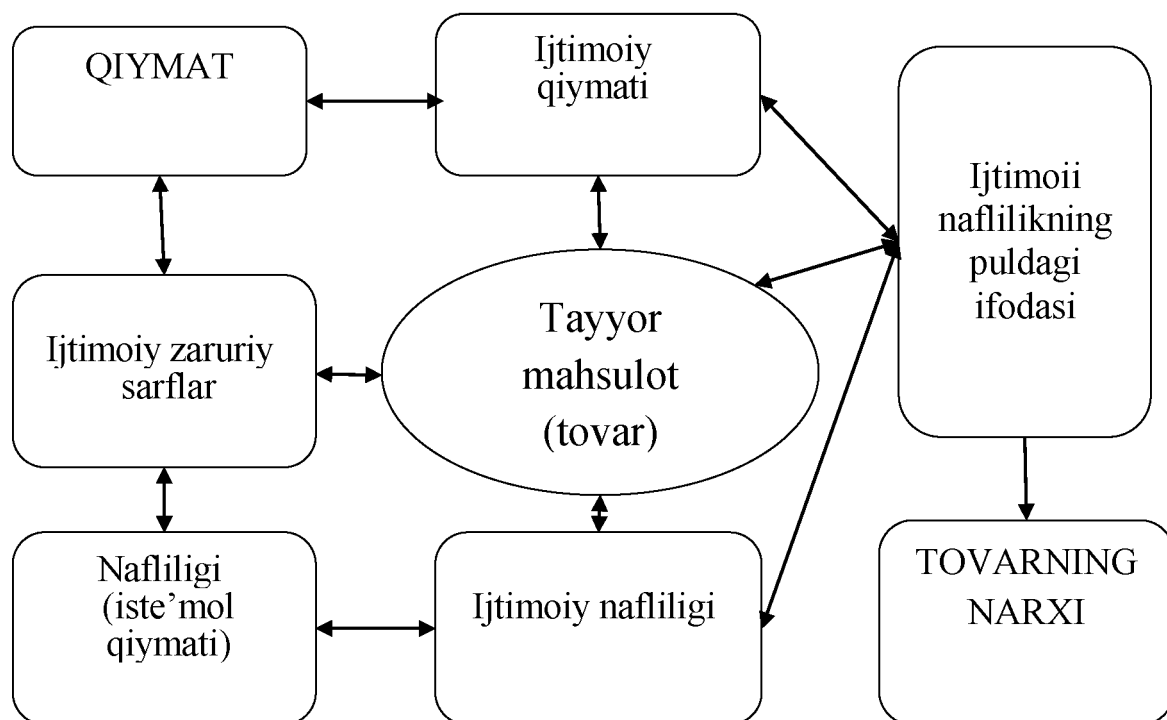 QIYMAT
Ijtimoiy
qiymati
Ijtimoii
naflilikning
puldagi
ifodasi
Ijtimoiy zaruriy
sarflar
Tayyor
mahsulot
(tovar)
Nafliligi
(iste’mol
qiymati)
Ijtimoiy nafliligi
TOVARNING
NARXI